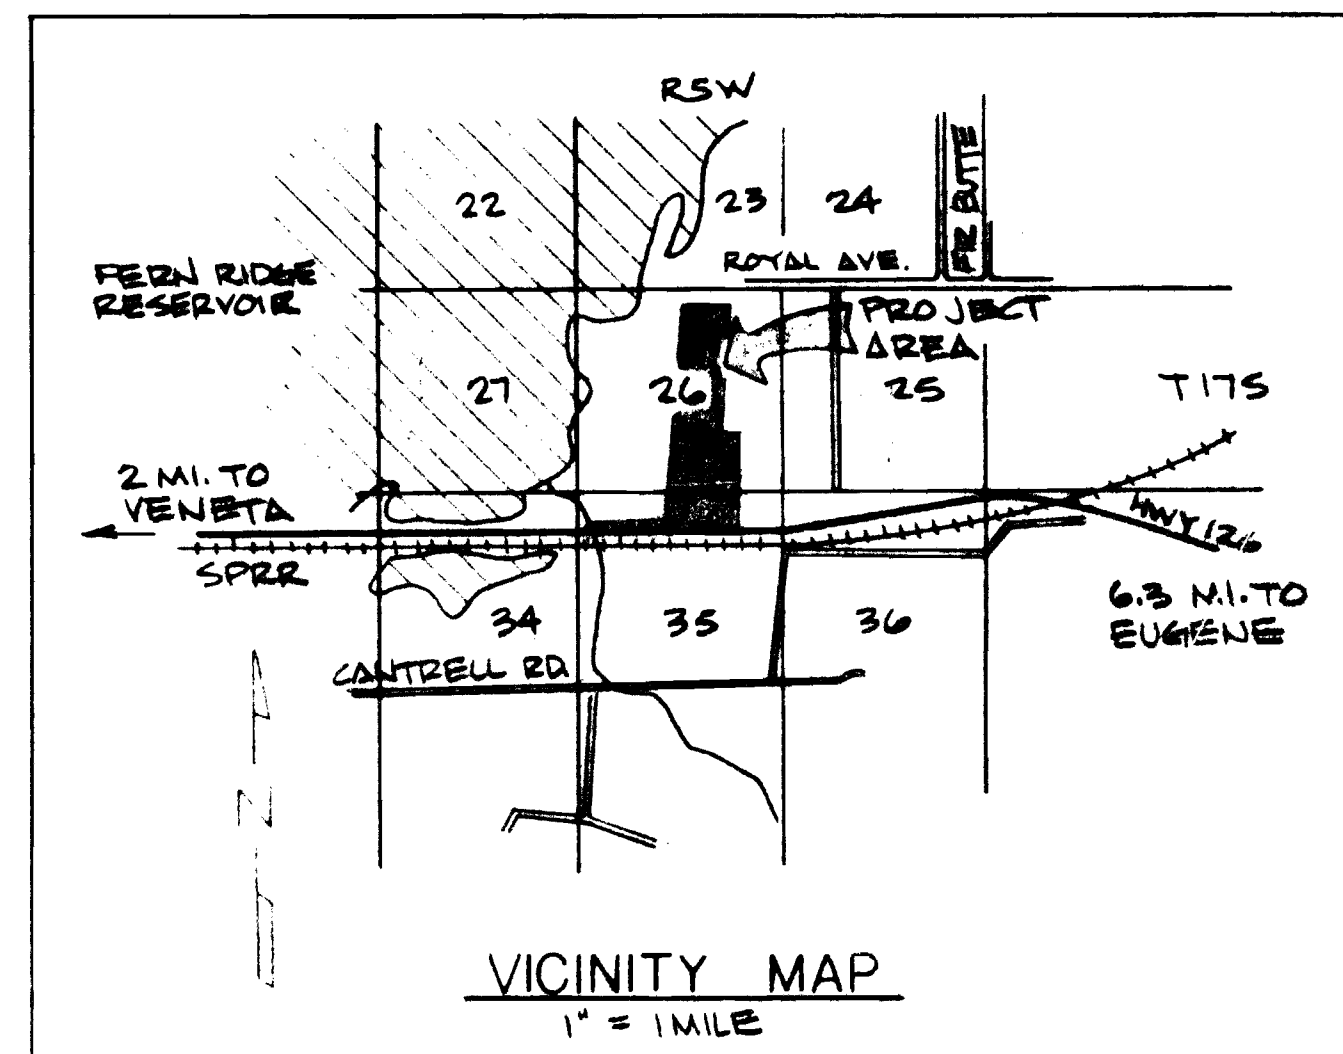 R5W
22
23
24
FIR BUTTE
ROYAL AVE.
FERN RIDGE
RESERVOIR
PROJECT
AREA
27
26
25
T17S
2 MI. TO
VENETA
HWY 126
SPRR
34
35
36
6.3 MI. TO
EUGENE
CANTRELL RD.
N
VICINITY MAP
1" = 1 MILE